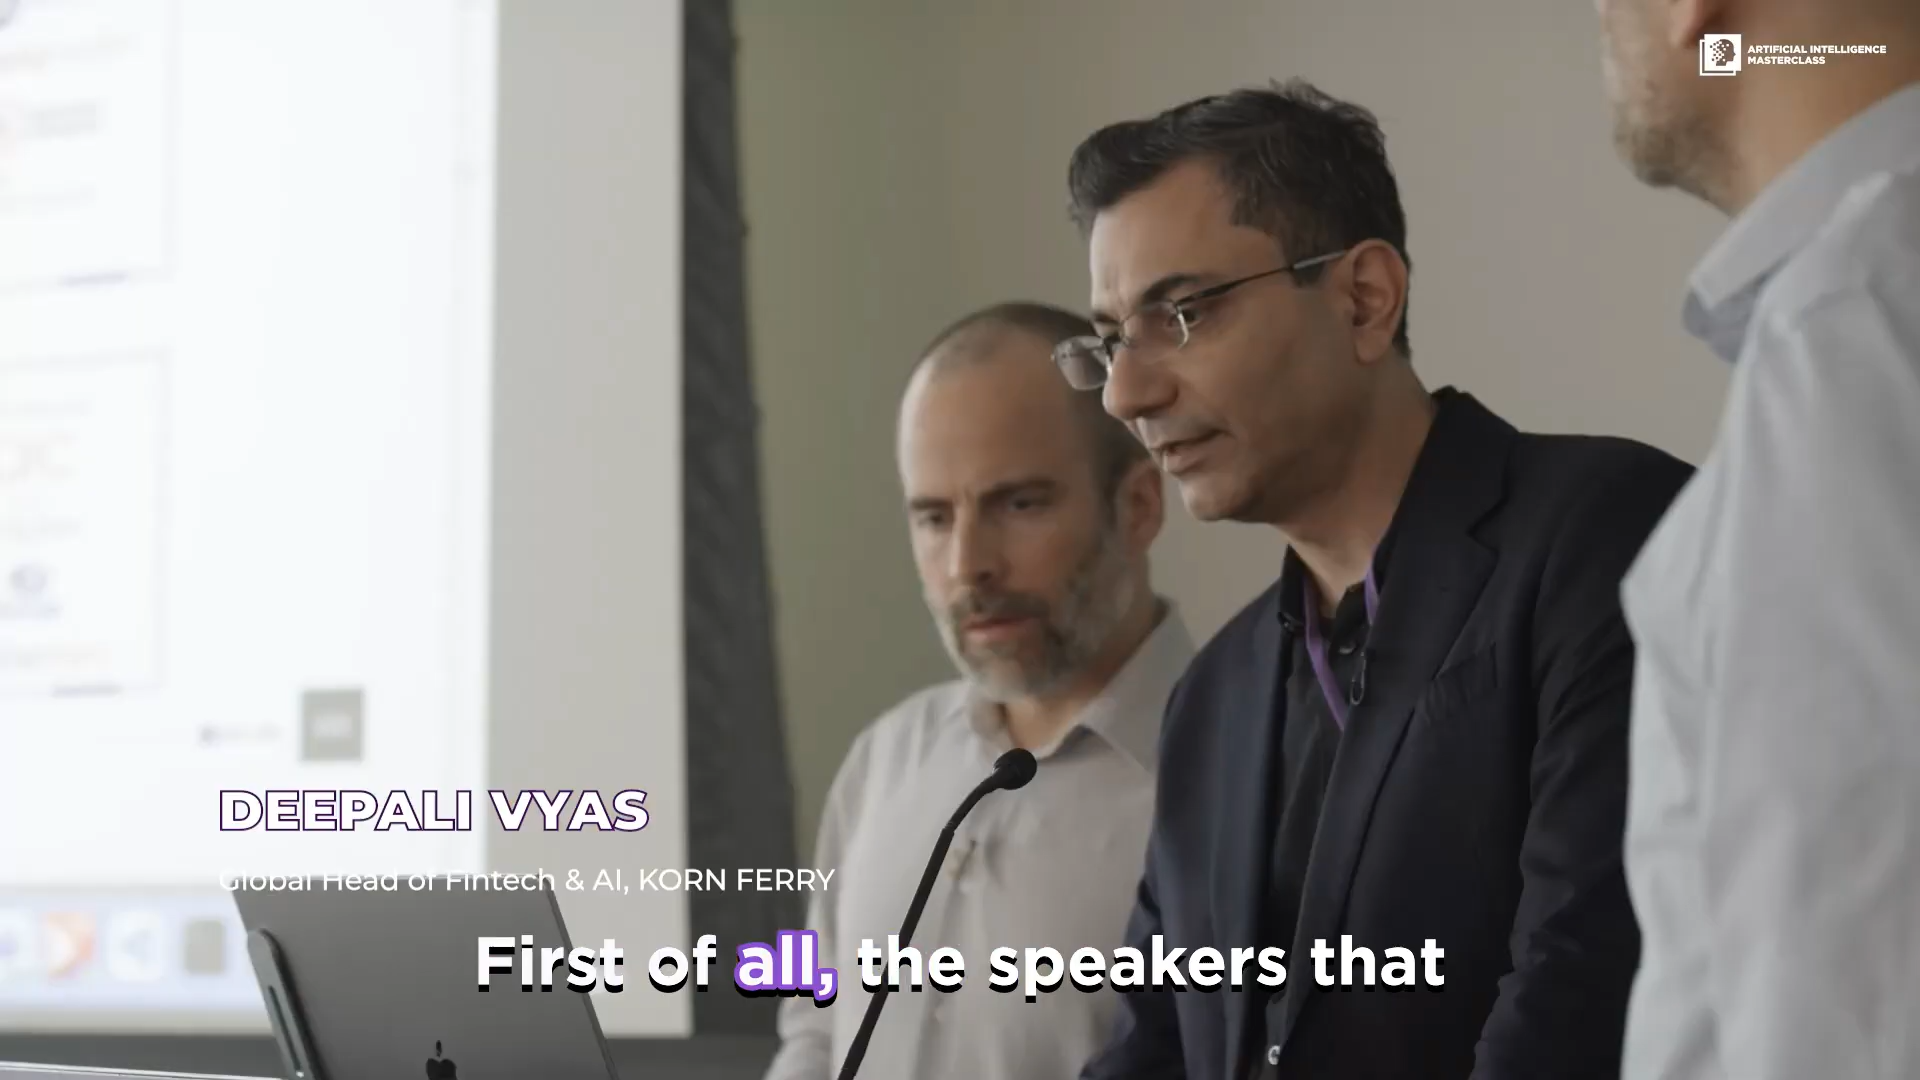 ARTIFICIAL INTELLIGENCE
MASTERCLASS
DEEPALI VYAS
Global Head of Fintech & AI, KORN FERRY
First of all, the speakers that